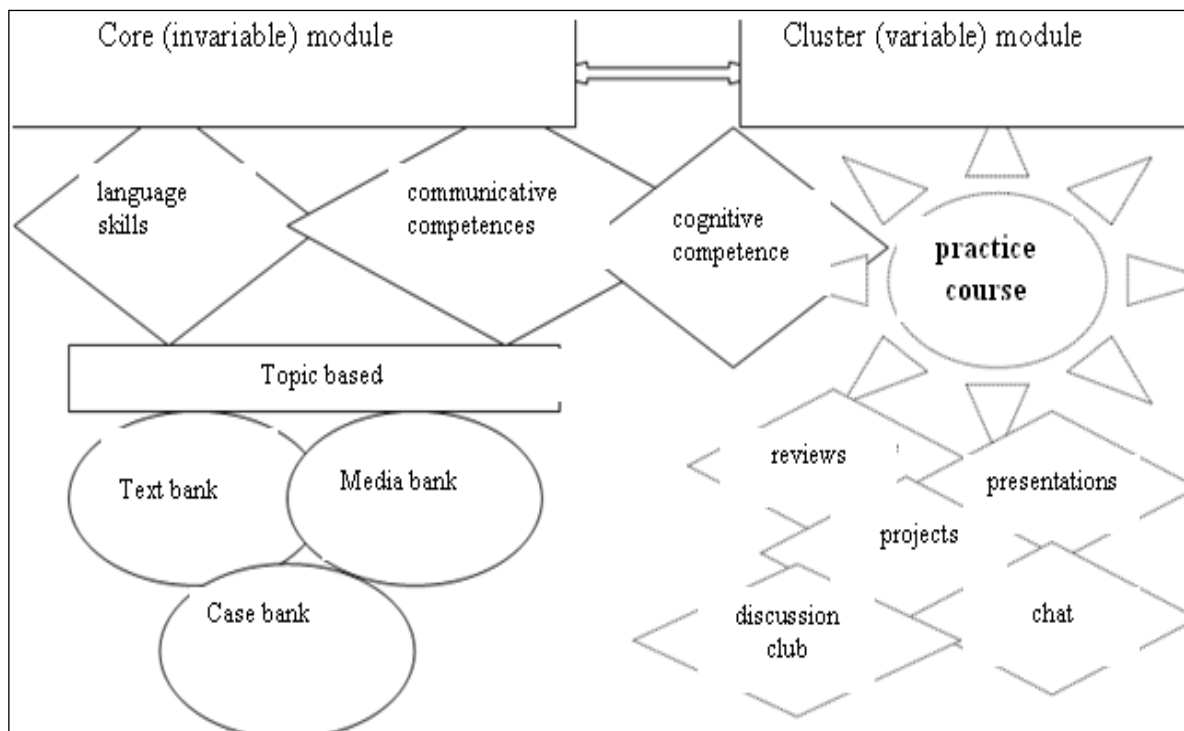 Core (invariable) module
Cluster (variable) module
language
skills
communicative
competences
cognitive
competence
practice
course
Topic based
Text bank
Media bank
Case bank
reviews
presentations
projects
discussion
club
chat